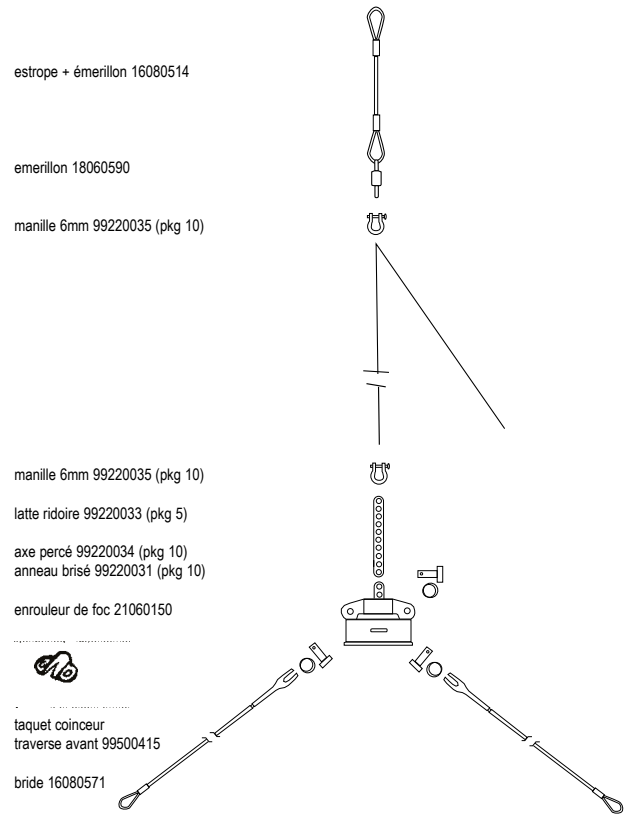 estrope + émerillon 16080514
emerillon 18060590
manille 6mm 99220035 (pkg 10)
manille 6mm 99220035 (pkg 10)
latte ridoire 99220033 (pkg 5)
axe percé 99220034 (pkg 10)
anneau brisé 99220031 (pkg 10)
enrouleur de foc 21060150
taquet coinceur
traverse avant 99500415
bride 16080571